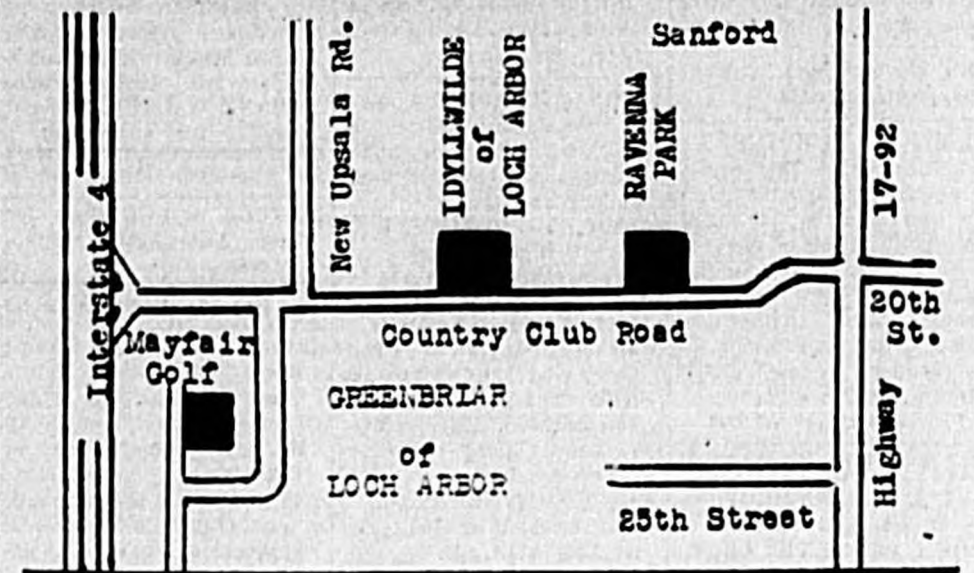 Sanford
New Upsala Rd.
IDYLLWILDE
of
LOCH ARBOR
RAVENNA
PARK
17-92
Interstate 4
20th
St.
Mayfair
Golf
Country Club Road
GREENBRIAR
of
LOCH ARBOR
Highway
25th Street